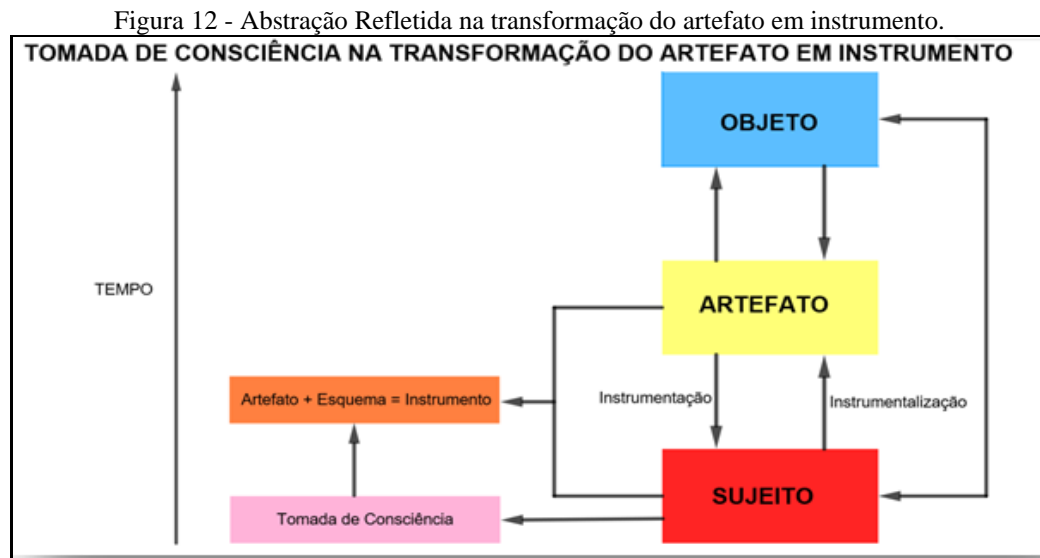 Figura 12 - Abstração Refletida na transformação do artefato em instrumento.
TOMADA DE CONSCIÊNCIA NA TRANSFORMAÇÃO DO ARTEFATO EM INSTRUMENTO
OBJETO
TEMPO
ARTEFATO
Artefato + Esquema = Instrumento
Instrumentação
Instrumentalização
SUJEITO
Tomada de Consciência